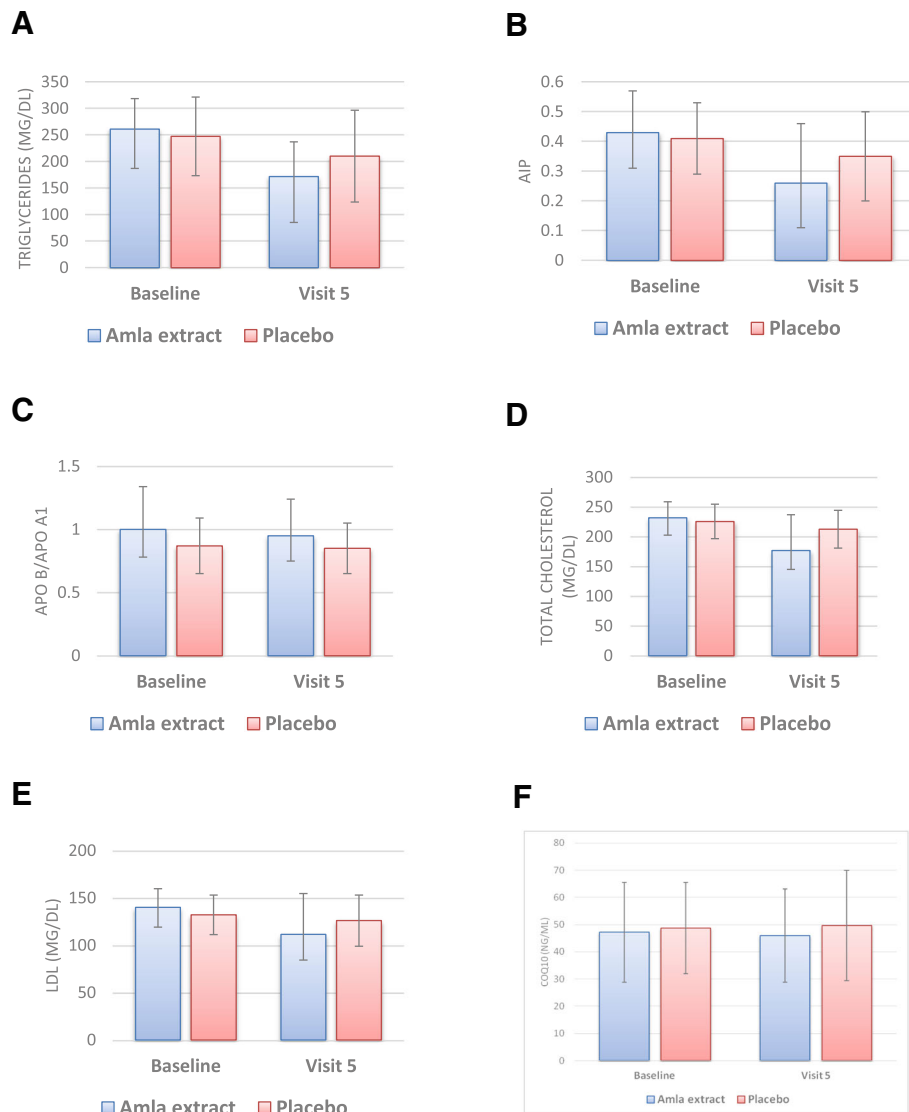 A
TRIGLYCERIDES (MG/DL)
350
300
250
200
150
100
50
0
Baseline Visit 5
Amla extract Placebo
B
AIP
0.6
0.5
0.4
0.3
0.2
0.1
0
Baseline Visit 5
Amla extract Placebo
C
APO B/APO A1
1.5
1
0.5
0
Baseline Visit 5
Amla extract Placebo
D
TOTAL CHOLESTEROL
(MG/DL)
300
250
200
150
100
50
0
Baseline Visit 5
Amla extract Placebo
E
LDL (MG/DL)
200
150
100
50
0
Baseline Visit 5
Amla extract Placebo
F
COQ10 (NG/ML)
80
70
60
50
40
30
20
10
0
Baseline Visit 5
Amla extract Placebo